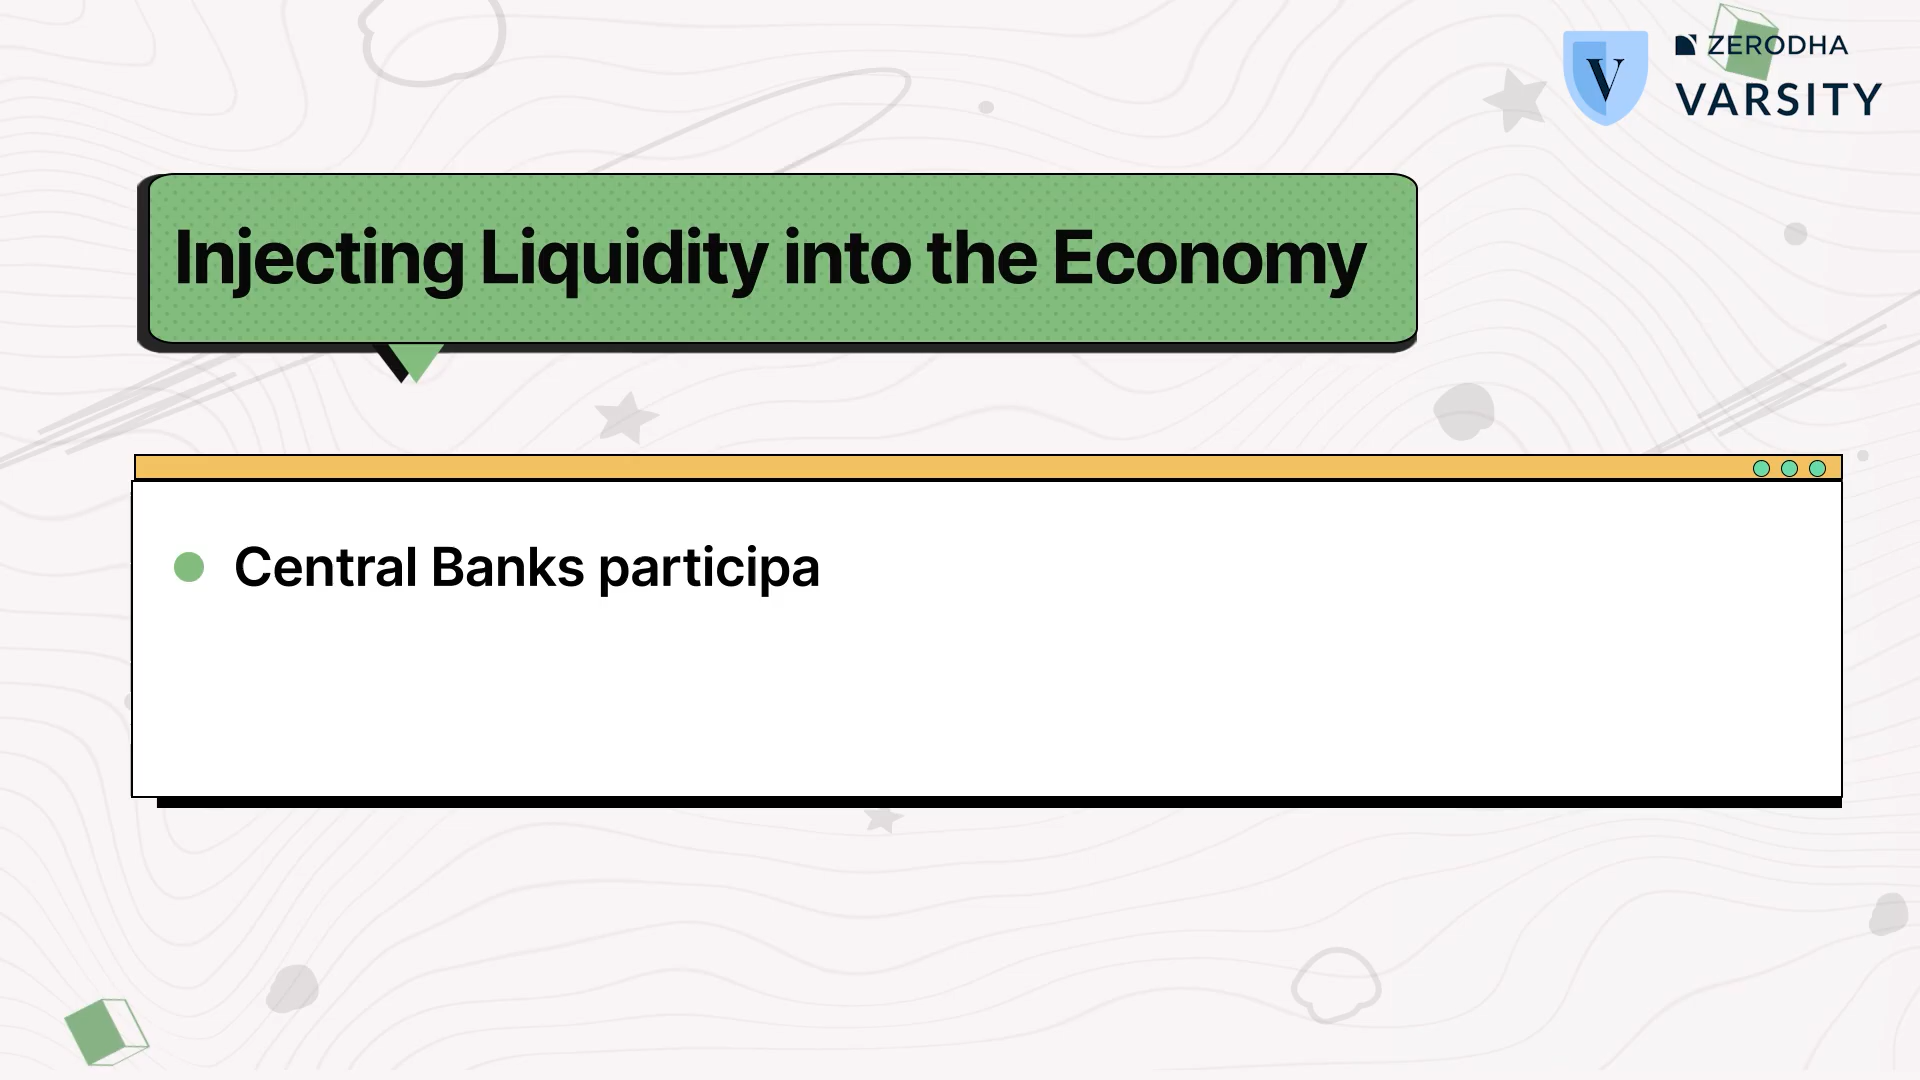 ZERODHA
VARSITY
Injecting Liquidity into the Economy
Central Banks participa